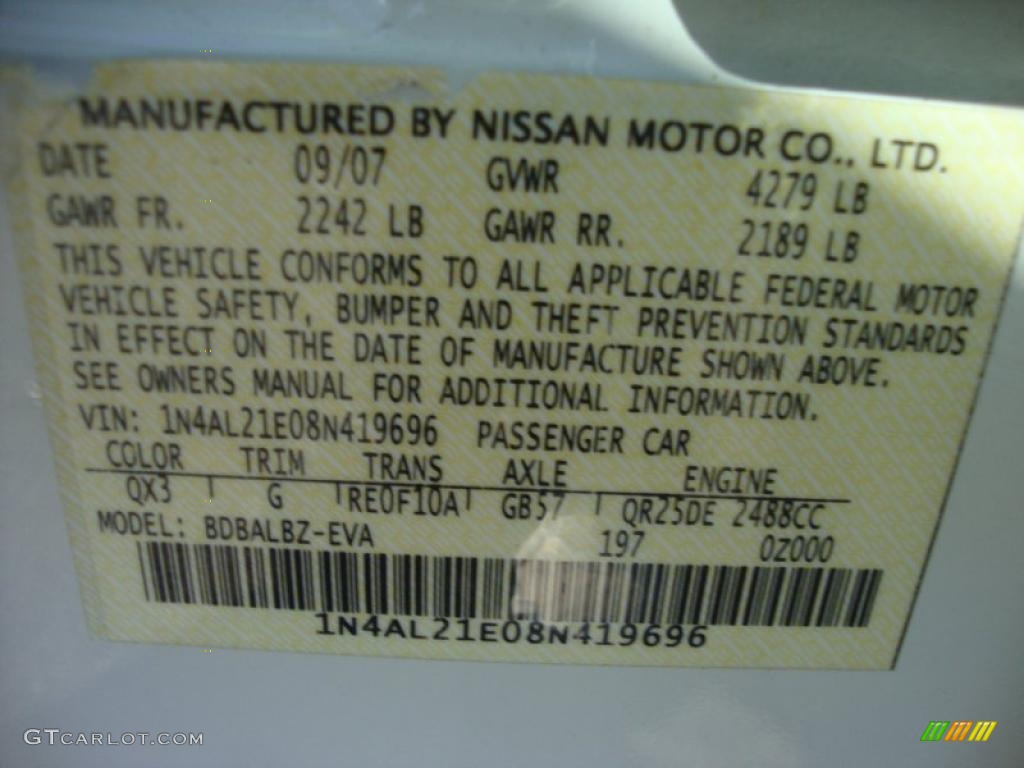 MANUFACTURED BY NISSAN MOTOR CO., LTD.
DATE 09/07 GVWR 4279 LB
GAWR FR. 2242 LB GAWR RR. 2189 LB
THIS VEHICLE CONFORMS TO ALL APPLICABLE FEDERAL MOTOR
VEHICLE SAFETY, BUMPER AND THEFT PREVENTION STANDARDS
IN EFFECT ON THE DATE OF MANUFACTURE SHOWN ABOVE.
SEE OWNERS MANUAL FOR ADDITIONAL INFORMATION.
VIN: 1N4AL21E08N419696 PASSENGER CAR
COLOR TRIM TRANS AXLE ENGINE
QX3 G RE0F10A GB57 QR25DE 2488CC
MODEL: BDBALBZ-EVA 197 0Z000
1N4AL21E08N419696
GTCARLOT.COM